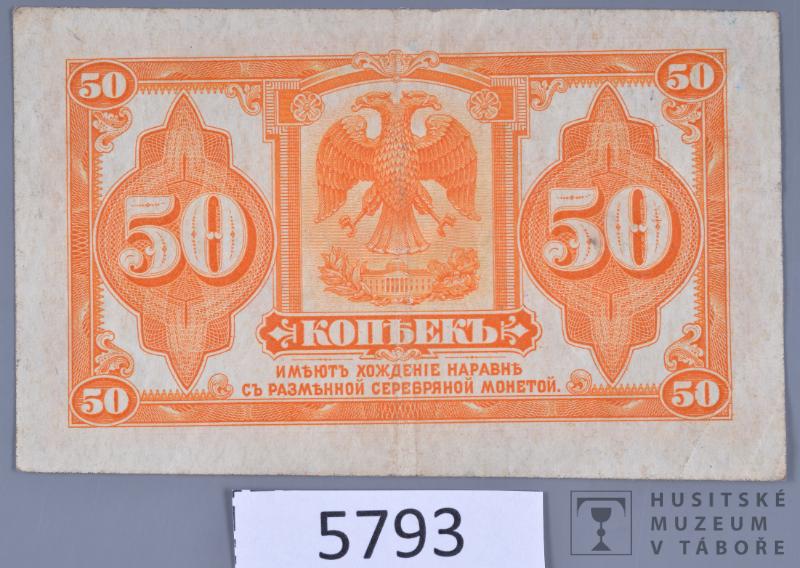 50
50
50
50
КОПѢЕКЪ
ИМѢЮТЪ ХОЖДЕНІЕ НАРАВНѢ
СЪ РАЗМѢННОЙ СЕРЕБРЯНОЙ МОНЕТОЙ.
50
50
5793
HUSITSKÉ
MUZEUM
V TÁBOŘE